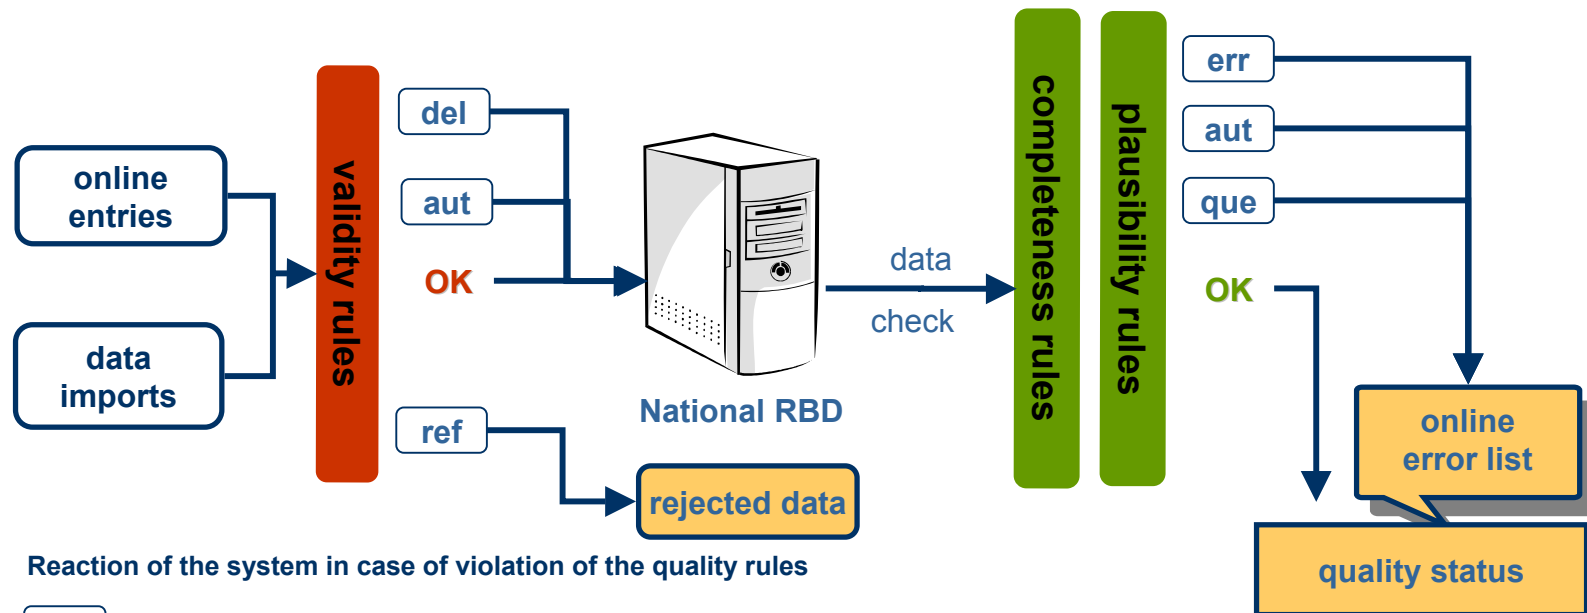 online
entries
data
imports
validity rules
del
aut
OK
ref
National RBD
rejected data
data
check
completeness rules
plausibility rules
err
aut
que
OK
online
error list
quality status
Reaction of the system in case of violation of the quality rules